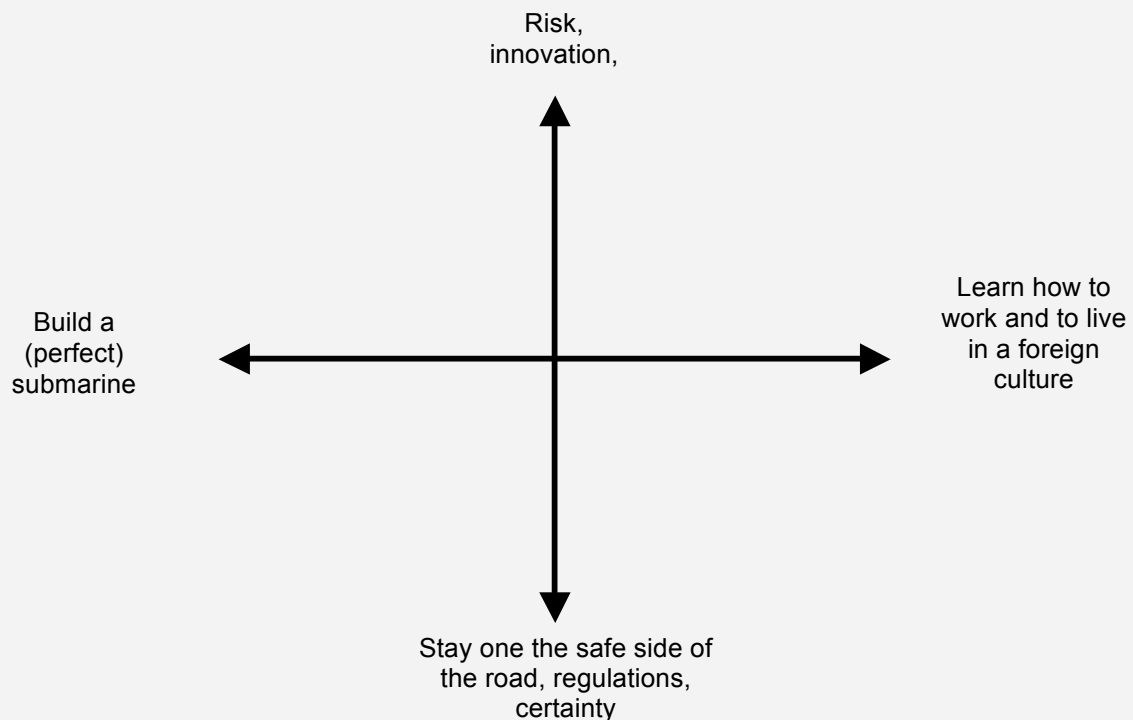 Risk,
innovation,
Build a
(perfect)
submarine
Learn how to
work and to live
in a foreign
culture
Stay one the safe side of
the road, regulations,
certainty